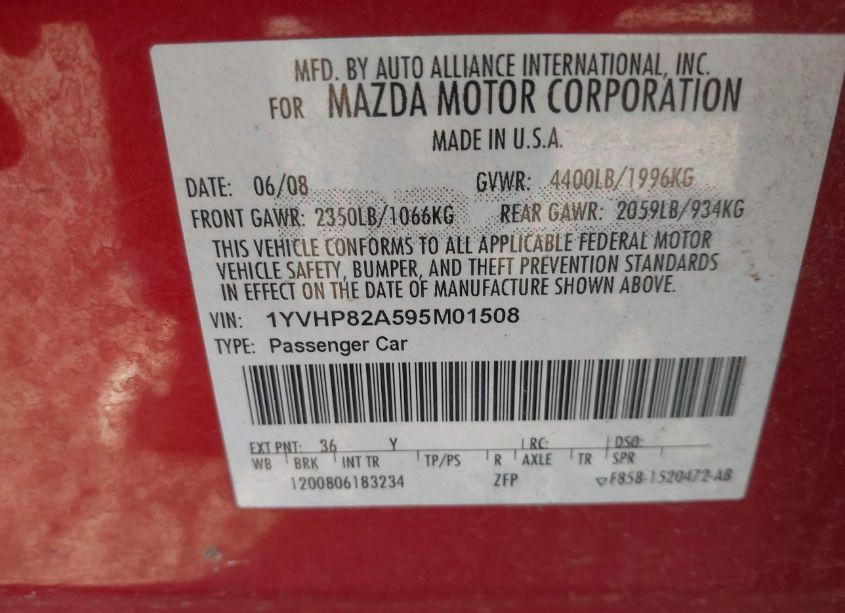 MFD. BY AUTO ALLIANCE INTERNATIONAL, INC.
FOR MAZDA MOTOR CORPORATION
MADE IN U.S.A.
DATE: 06/08 GVWR: 4400LB/1996KG
FRONT GAWR: 2350LB/1066KG REAR GAWR: 2059LB/934KG
THIS VEHICLE CONFORMS TO ALL APPLICABLE FEDERAL MOTOR
VEHICLE SAFETY, BUMPER, AND THEFT PREVENTION STANDARDS
IN EFFECT ON THE DATE OF MANUFACTURE SHOWN ABOVE.
VIN: 1YVHP82A595M01508
TYPE: Passenger Car
EXT PNT: 36 Y RC: DSO:
WB BRK INT TR TP/PS R AXLE TR SPR
1200806183234 ZFP F858-1520472-AB